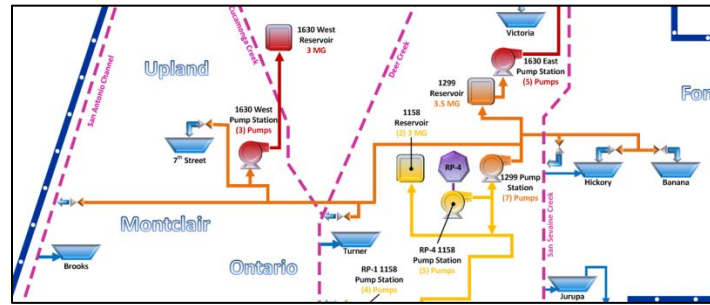 San Antonio Channel
Upland
Cucamonga Creek
1630 West
Reservoir
3 MG
1630 West
Pump Station
(3) Pumps
7th Street
Deer Creek
Victoria
1630 East
Pump Station
(5) Pumps
1299
Reservoir
3.5 MG
1158
Reservoir
(2) 3 MG
RP-4
1299 Pump
Station
(7) Pumps
Fon
Hickory
Banana
San Sevaine Creek
Montclair
Brooks
Ontario
Turner
RP-4 1158
Pump Station
(5) Pumps
RP-1 1158
Pump Station
(4) Pumps
Jurupa